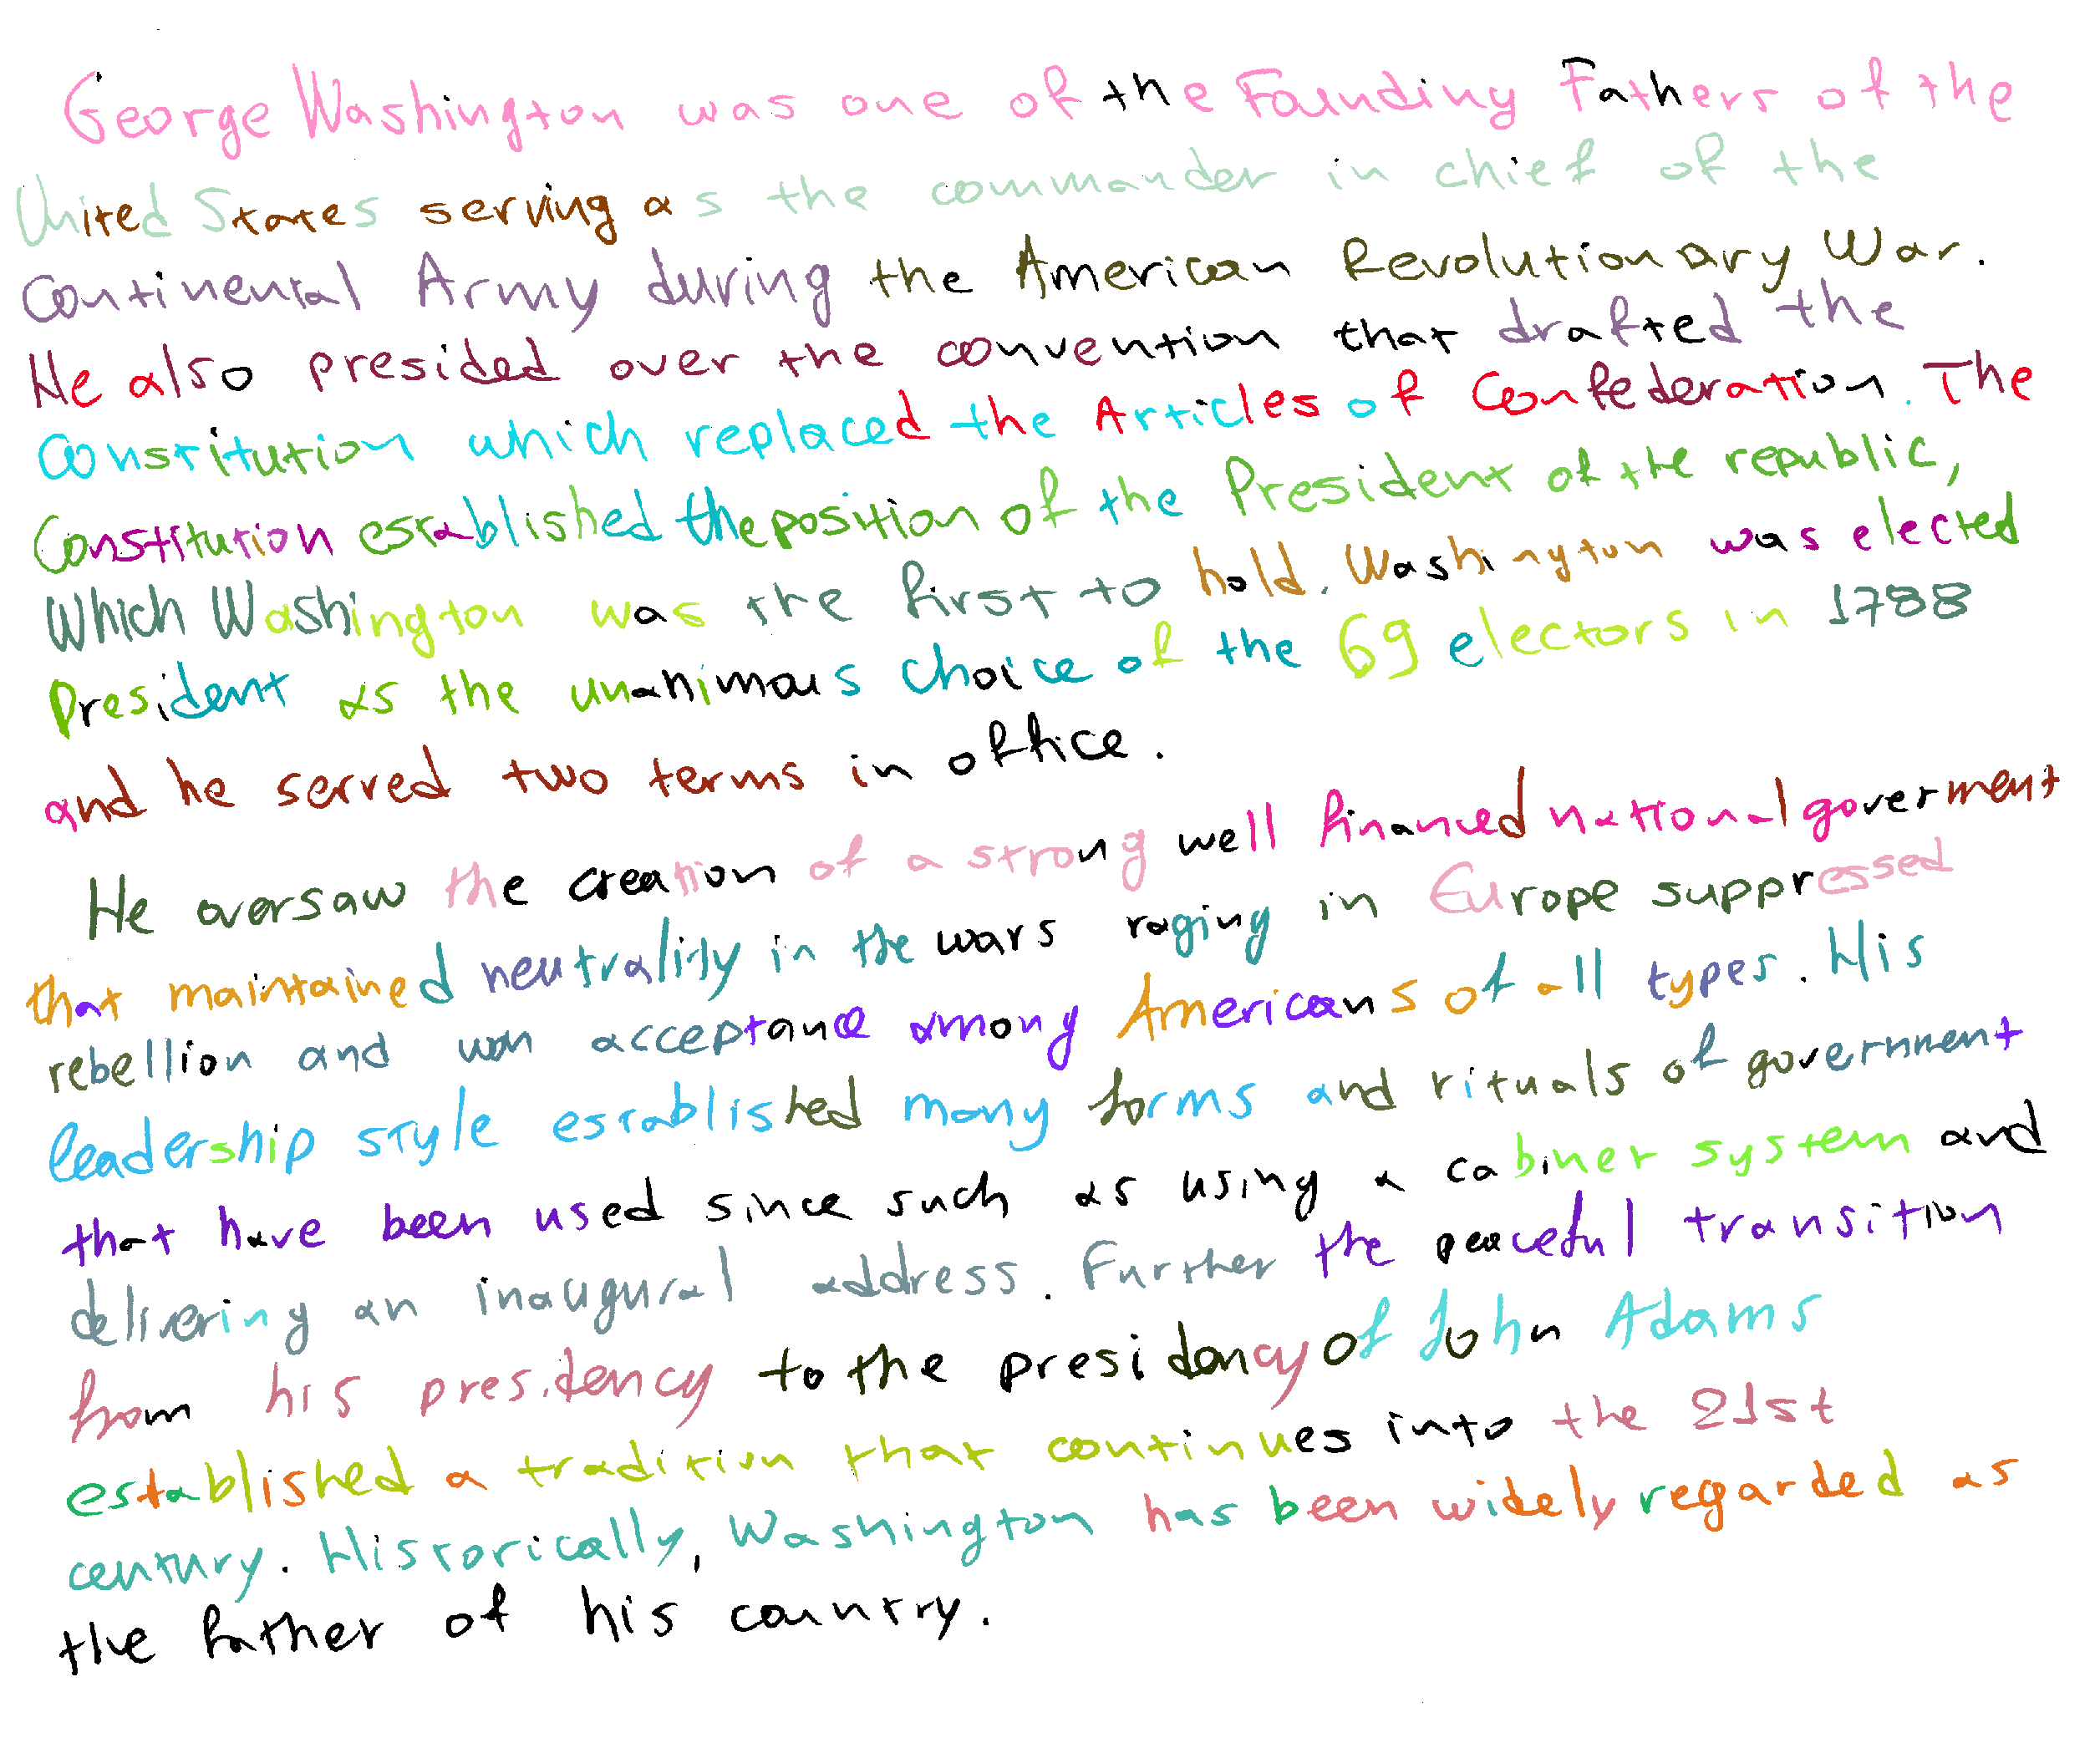 George Washington was one of the Founding Fathers of the
United States serving as the commander in chief of the
Continental Army during the American Revolutionary War.
He also presided over the convention that drafted the
Constitution which replaced the Articles of Confederation. The
Constitution established the position of the President of the republic,
Which Washington was the first to hold. Washington was elected
President as the unanimous choice of the 69 electors in 1788
and he served two terms in office.
He oversaw the creation of a strong well financed national goverment
that maintained neutrality in the wars raging in Europe suppressed
rebellion and won acceptance among Americans of all types. His
leadership style established many forms and rituals of government
that have been used since such as using a cabinet system and
delivering an inaugural address. Further the peaceful transition
from his presidency to the presidency of John Adams
established a tradition that continues into the 21st
century. Historically, Washington has been widely regarded as
the father of his country.